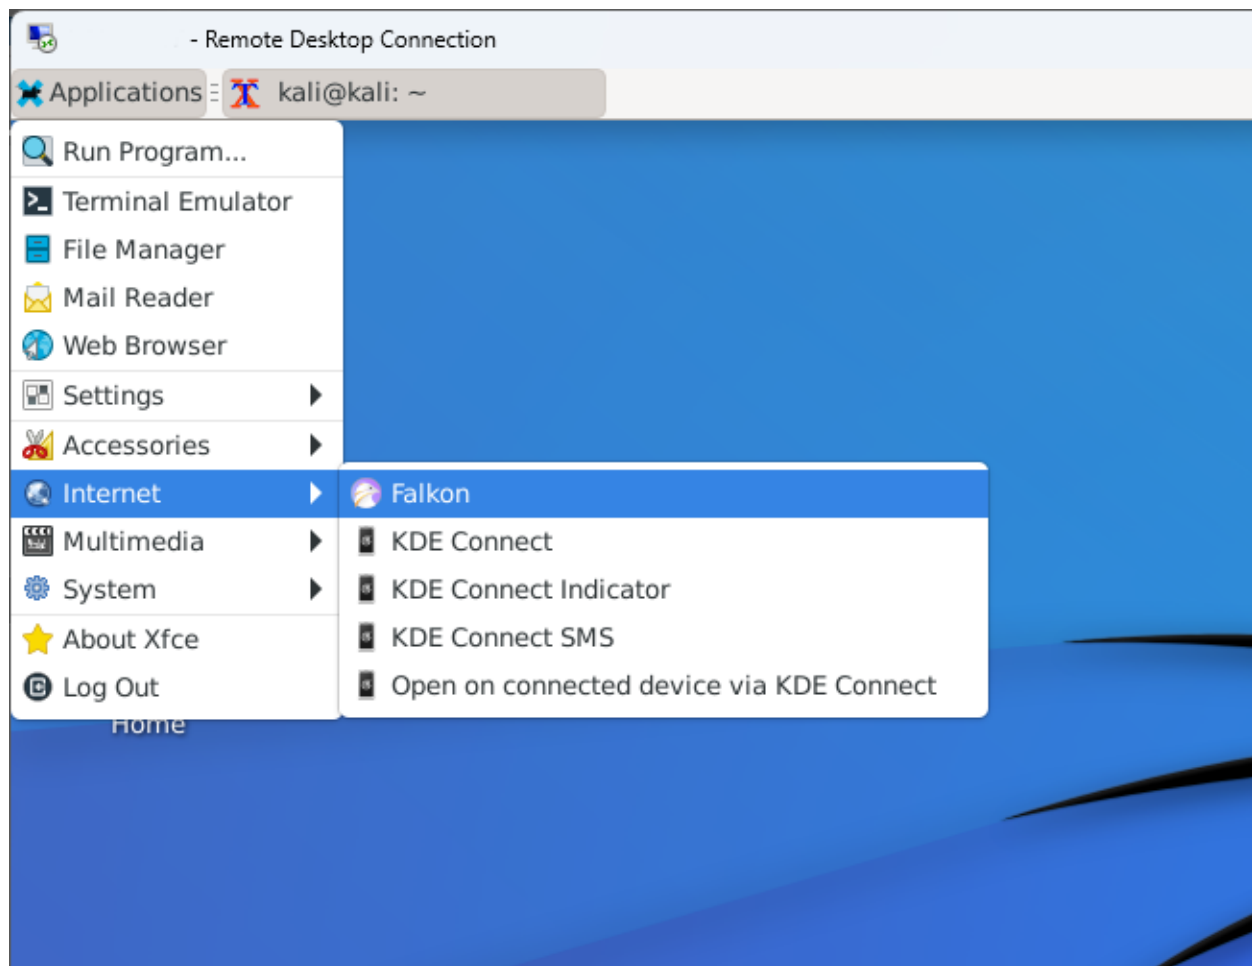 - Remote Desktop Connection
Applications kali@kali: ~
Run Program...
Terminal Emulator
File Manager
Mail Reader
Web Browser
Settings
Accessories
Internet
Multimedia
System
About Xfce
Log Out
Falkon
KDE Connect
KDE Connect Indicator
KDE Connect SMS
Open on connected device via KDE Connect
Home